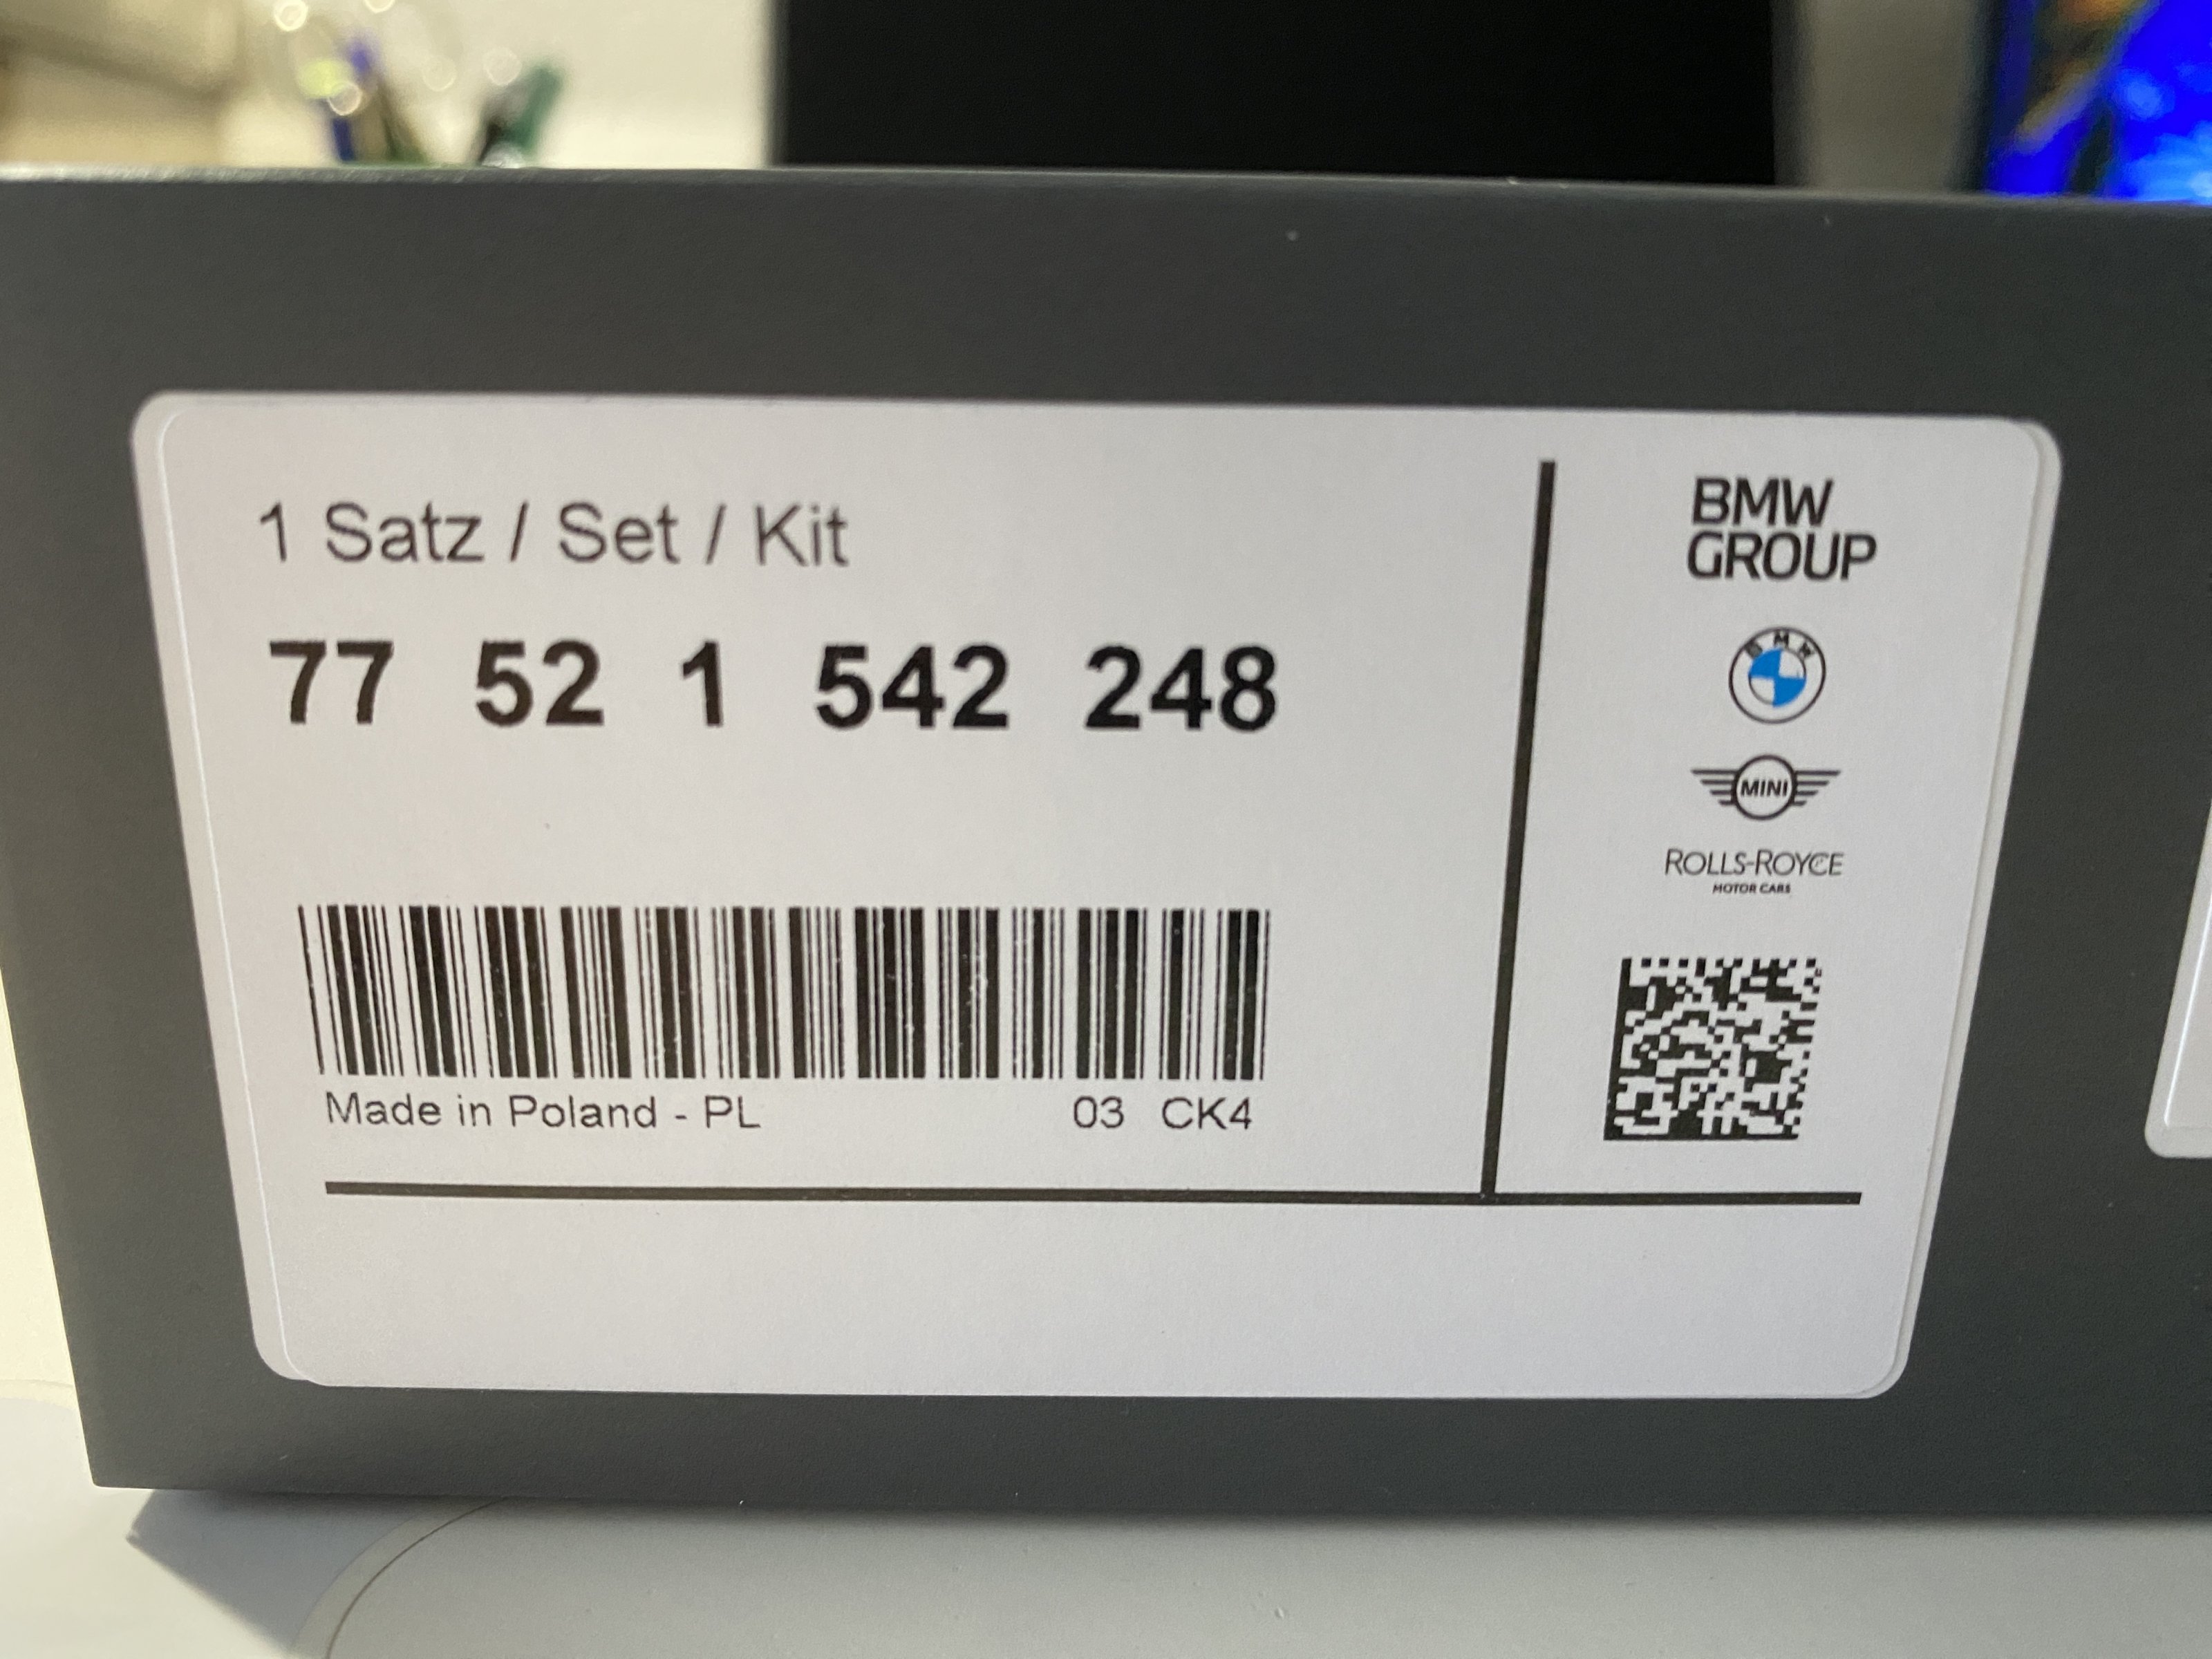 1 Satz / Set / Kit
77 52 1 542 248
Made in Poland - PL 03 CK4
BMW
GROUP
BMW
MINI
ROLLS-ROYCE
MOTOR CARS